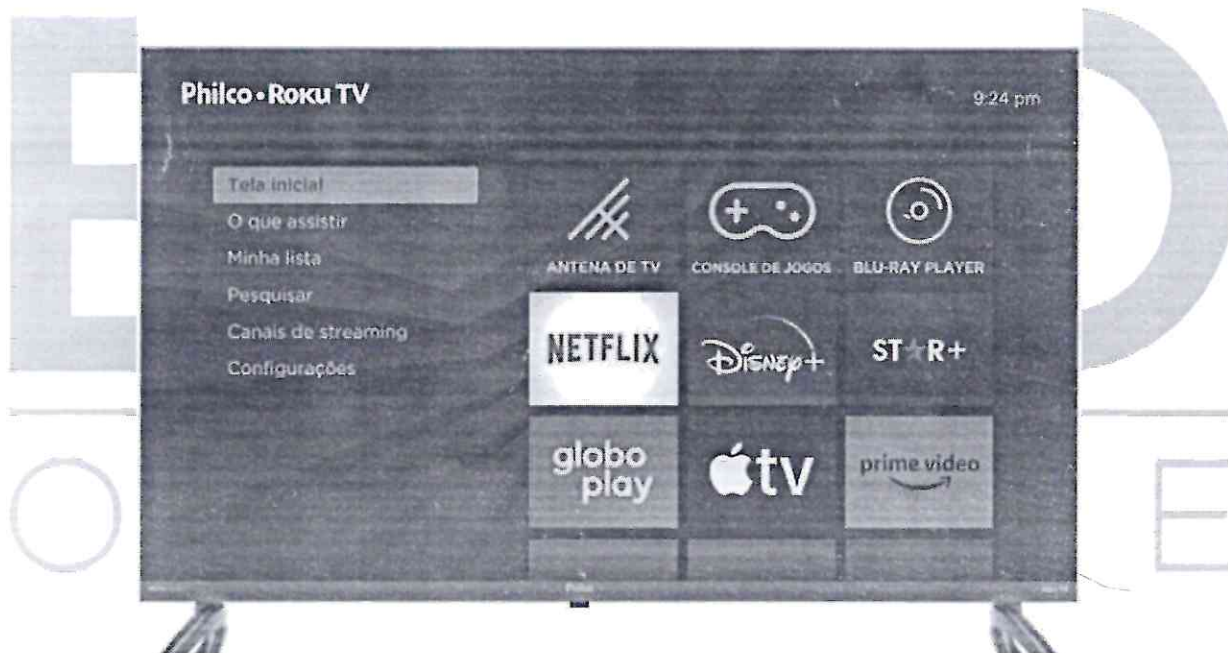 Philco • Roku TV
9:24 pm
Tela inicial
O que assistir
Minha lista
Pesquisar
Canais de streaming
Configurações
ANTENA DE TV
CONSOLE DE JOGOS
BLU-RAY PLAYER
NETFLIX
Disney+
ST★R+
globo
play
tv
prime video